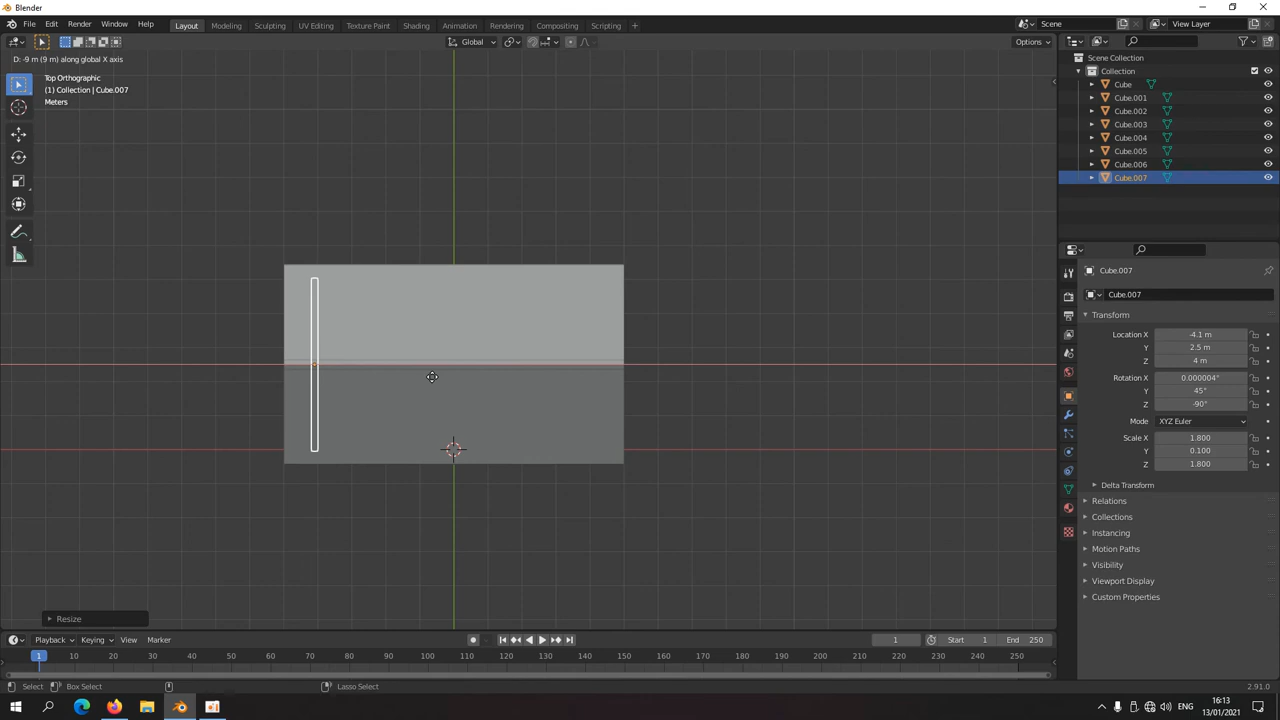 Blender
File Edit Render Window Help
Layout Modeling Sculpting UV Editing Texture Paint Shading Animation Rendering Compositing Scripting +
Scene View Layer
Global Options
D: -9 m (9 m) along global X axis
Top Orthographic
(1) Collection | Cube.007
Meters
Scene Collection
Collection
Cube
Cube.001
Cube.002
Cube.003
Cube.004
Cube.005
Cube.006
Cube.007
Cube.007
Cube.007
Transform
Location X -4.1 m
Y 2.5 m
Z 4 m
Rotation X 0.000004°
Y 45°
Z -90°
Mode XYZ Euler
Scale X 1.800
Y 0.100
Z 1.800
Delta Transform
Relations
Collections
Instancing
Motion Paths
Visibility
Viewport Display
Custom Properties
Resize
Playback Keying View Marker 1 Start 1 End 250
1 10 20 30 40 50 60 70 80 90 100 110 120 130 140 150 160 170 180 190 200 210 220 230 240 250
Select Box Select Lasso Select 2.91.0
ENG 16:13
13/01/2021